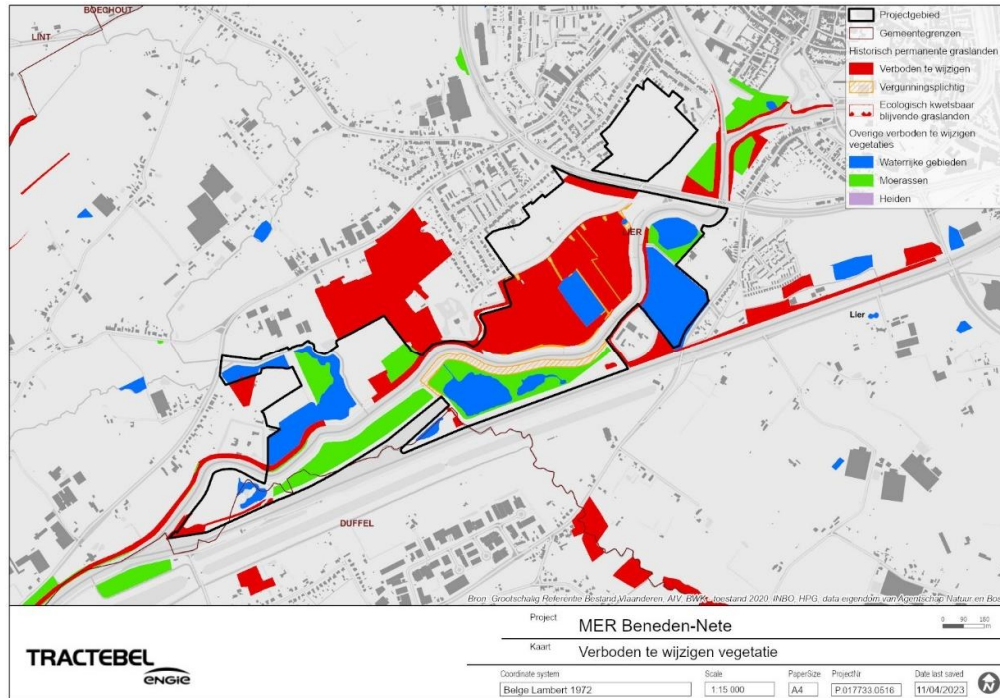 BOECHOUT
LINT
Projectgebied
Gemeentegrenzen
Historisch permanente graslanden
Verboden te wijzigen
Vergunningsplichtig
Ecologisch kwetsbaar
blijvende graslanden
Overige verboden te wijzigen
vegetaties
Waterrijke gebieden
Moerassen
Heiden
MER
Lier
DUFFEL
Bron: Grootschalig Referentie Bestand Vlaanderen, AIV. BWK, toestand 2020, INBO, HPG, data eigendom van Agentschap Natuur en Bos
Project MER Beneden-Nete
0 90 180
m
Kaart Verboden te wijzigen vegetatie
TRACTEBEL
ENGIE
Coordinate system Scale PaperSize ProjectNr Date last saved
Belge Lambert 1972 1:15 000 A4 P.017733.0516 11/04/2023
N